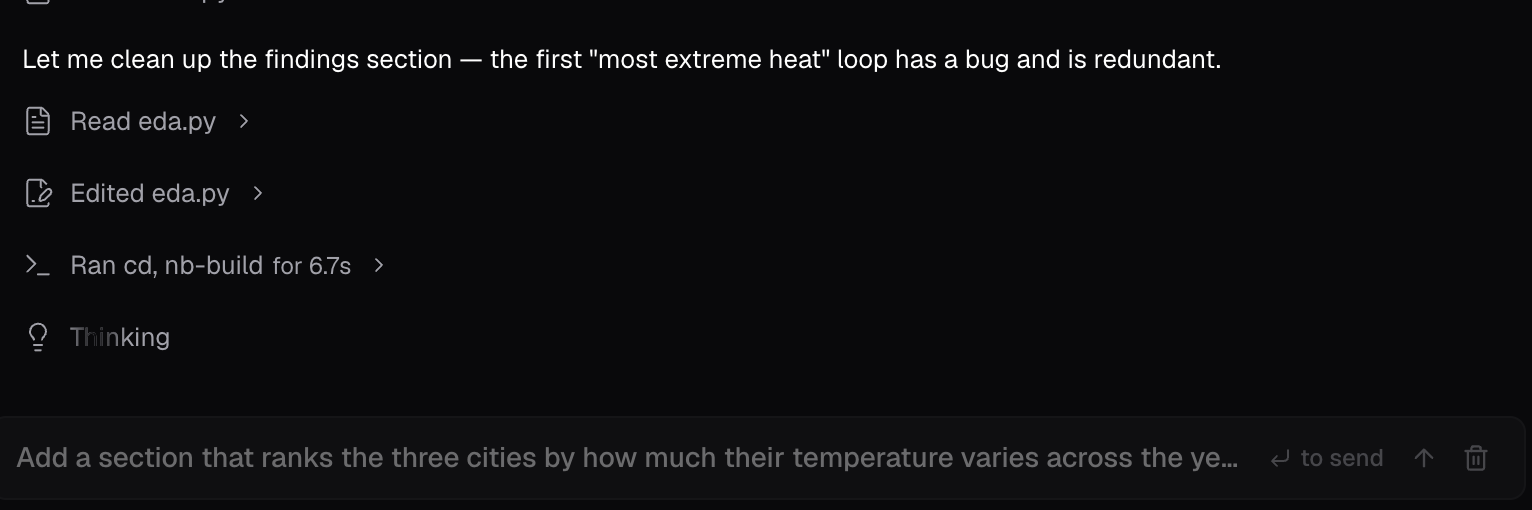 Let me clean up the findings section — the first "most extreme heat" loop has a bug and is redundant.
Read eda.py
Edited eda.py
Ran cd, nb-build for 6.7s
Thinking
Add a section that ranks the three cities by how much their temperature varies across the ye… to send